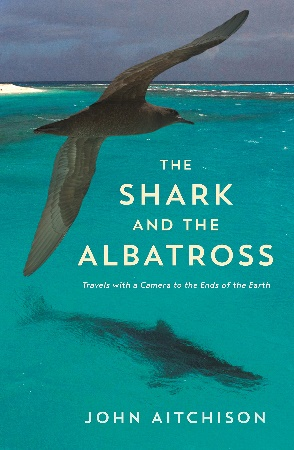 THE
SHARK
AND THE
ALBATROSS
Travels with a Camera to the Ends of the Earth
JOHN AITCHISON